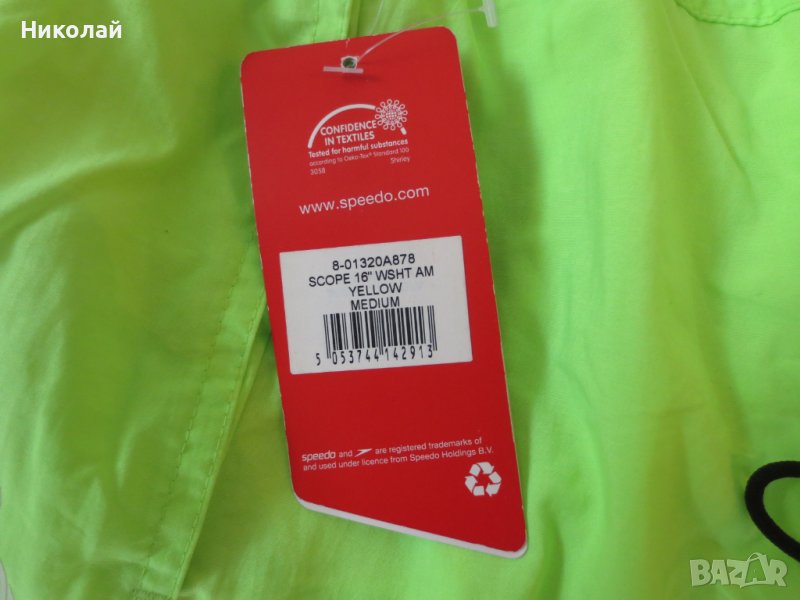 Николай
CONFIDENCE
IN TEXTILES
Tested for harmful substances
according to Oeko-Tex® Standard 100
3058 Shirley
www.speedo.com
8-01320A878
SCOPE 16" WSHT AM
YELLOW
MEDIUM
5 053744 142913
speedo and are registered trademarks of
and used under licence from Speedo Holdings B.V.
BAZAR